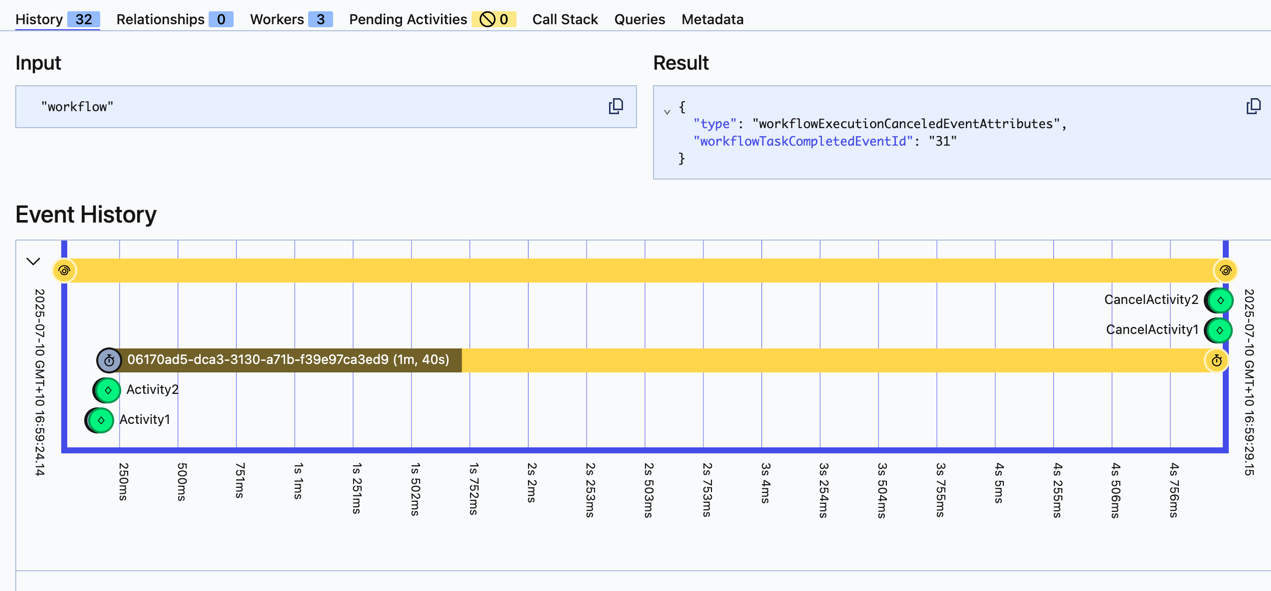 History 32 Relationships 0 Workers 3 Pending Activities 0 Call Stack Queries Metadata
Input
"workflow"
Result
{
"type": "workflowExecutionCanceledEventAttributes",
"workflowTaskCompletedEventId": "31"
}
Event History
2025-07-10 GMT+10 16:59:24.14
CancelActivity2
CancelActivity1
06170ad5-dca3-3130-a71b-f39e97ca3ed9 (1m, 40s)
Activity2
Activity1
2025-07-10 GMT+10 16:59:29.15
250ms
500ms
751ms
1s 1ms
1s 251ms
1s 502ms
1s 752ms
2s 2ms
2s 253ms
2s 503ms
2s 753ms
3s 4ms
3s 254ms
3s 504ms
3s 755ms
4s 5ms
4s 255ms
4s 506ms
4s 756ms